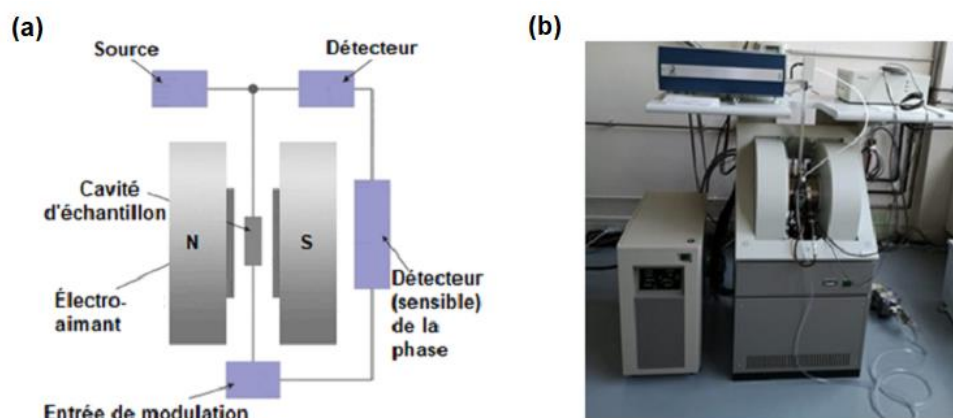 (a)
(b)
Source
Détecteur
Cavité
d'échantillon
N
S
Électro-
aimant
Détecteur
(sensible)
de la
phase
Entrée de modulation